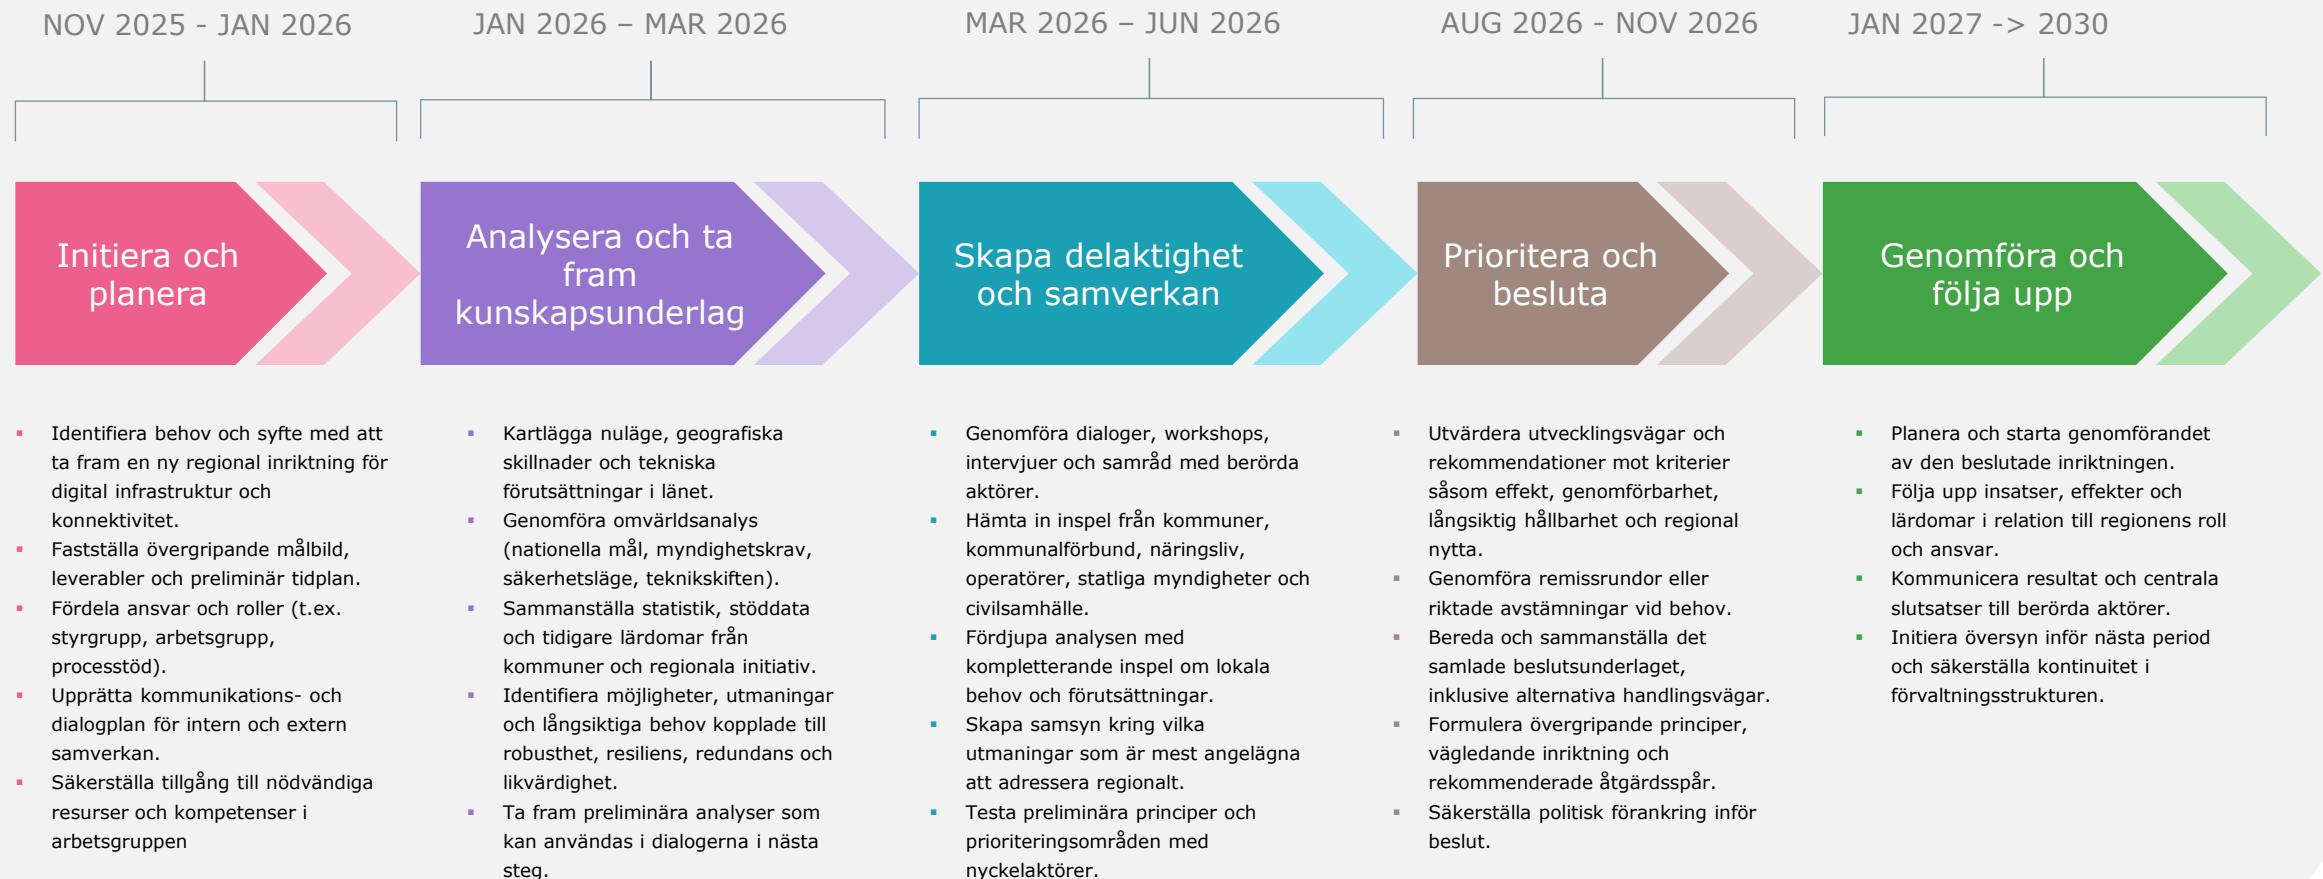 NOV 2025 - JAN 2026
JAN 2026 – MAR 2026
MAR 2026 – JUN 2026
AUG 2026 - NOV 2026
JAN 2027 -> 2030
Initiera och
planera
Analysera och ta
fram
kunskapsunderlag
Skapa delaktighet
och samverkan
Prioritera och
besluta
Genomföra och
följa upp
▪ Identifiera behov och syfte med att
ta fram en ny regional inriktning för
digital infrastruktur och
konnektivitet.
▪ Fastställa övergripande målbild,
leverabler och preliminär tidplan.
▪ Fördela ansvar och roller (t.ex.
styrgrupp, arbetsgrupp,
processtöd).
▪ Upprätta kommunikations- och
dialogplan för intern och extern
samverkan.
▪ Säkerställa tillgång till nödvändiga
resurser och kompetenser i
arbetsgruppen
▪ Kartlägga nuläge, geografiska
skillnader och tekniska
förutsättningar i länet.
▪ Genomföra omvärldsanalys
(nationella mål, myndighetskrav,
säkerhetsläge, teknikskiften).
▪ Sammanställa statistik, stöddata
och tidigare lärdomar från
kommuner och regionala initiativ.
▪ Identifiera möjligheter, utmaningar
och långsiktiga behov kopplade till
robusthet, resiliens, redundans och
likvärdighet.
▪ Ta fram preliminära analyser som
kan användas i dialogerna i nästa
steg.
▪ Genomföra dialoger, workshops,
intervjuer och samråd med berörda
aktörer.
▪ Hämta in inspel från kommuner,
kommunalförbund, näringsliv,
operatörer, statliga myndigheter och
civilsamhälle.
▪ Fördjupa analysen med
kompletterande inspel om lokala
behov och förutsättningar.
▪ Skapa samsyn kring vilka
utmaningar som är mest angelägna
att adressera regionalt.
▪ Testa preliminära principer och
prioriteringsområden med
nyckelaktörer.
▪ Utvärdera utvecklingsvägar och
rekommendationer mot kriterier
såsom effekt, genomförbarhet,
långsiktig hållbarhet och regional
nytta.
▪ Genomföra remissrundor eller
riktade avstämningar vid behov.
▪ Bereda och sammanställa det
samlade beslutsunderlaget,
inklusive alternativa handlingsvägar.
▪ Formulera övergripande principer,
vägledande inriktning och
rekommenderade åtgärdsspår.
▪ Säkerställa politisk förankring inför
beslut.
▪ Planera och starta genomförandet
av den beslutade inriktningen.
▪ Följa upp insatser, effekter och
lärdomar i relation till regionens roll
och ansvar.
▪ Kommunicera resultat och centrala
slutsatser till berörda aktörer.
▪ Initiera översyn inför nästa period
och säkerställa kontinuitet i
förvaltningsstrukturen.